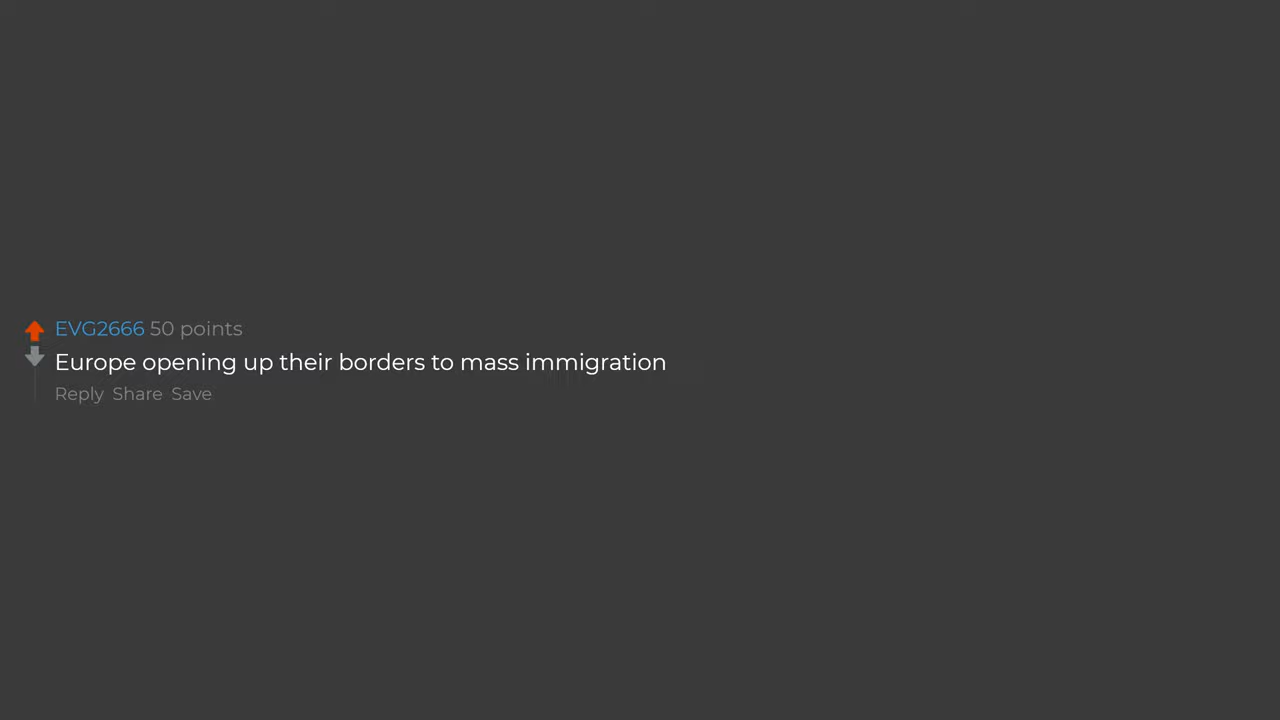 EVG2666 50 points
Europe opening up their borders to mass immigration
Reply Share Save